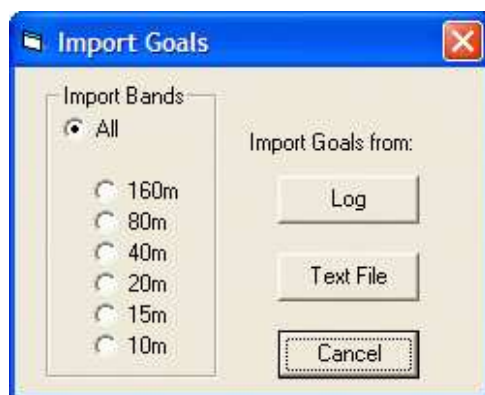 Import Goals
Import Bands
All
160m
80m
40m
20m
15m
10m
Import Goals from:
Log
Text File
Cancel